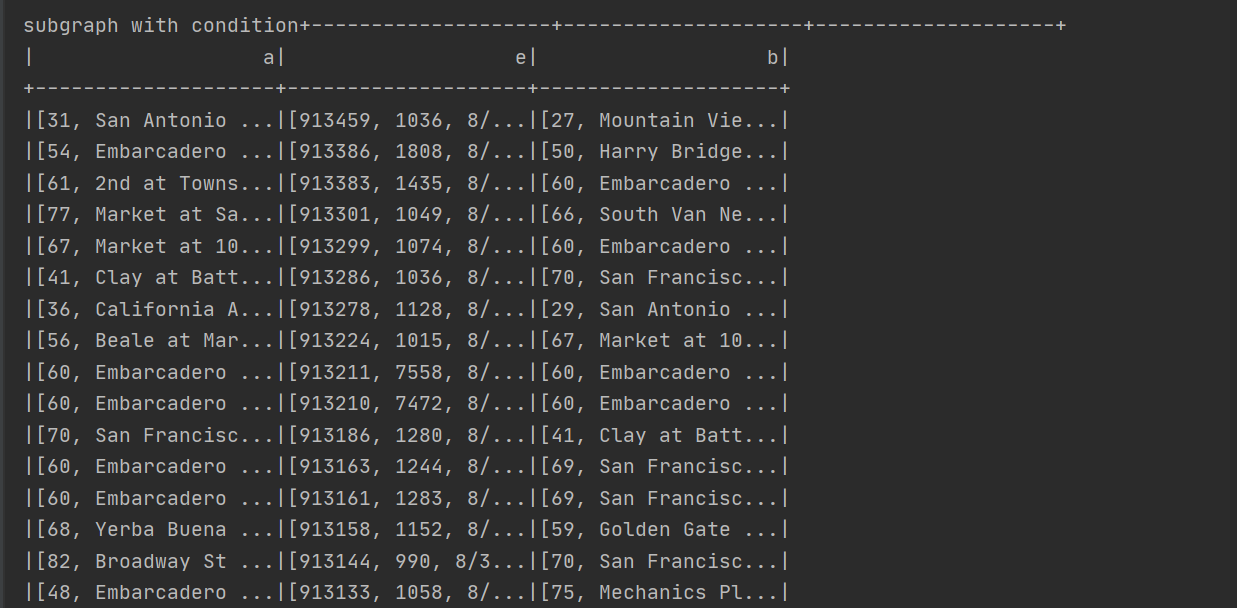 subgraph with condition+--------------------+--------------------+--------------------+
|                   a|                   e|                   b|
+--------------------+--------------------+--------------------+
|[31, San Antonio ...|[913459, 1036, 8/...|[27, Mountain Vie...|
|[54, Embarcadero ...|[913386, 1808, 8/...|[50, Harry Bridge...|
|[61, 2nd at Towns...|[913383, 1435, 8/...|[60, Embarcadero ...|
|[77, Market at Sa...|[913301, 1049, 8/...|[66, South Van Ne...|
|[67, Market at 10...|[913299, 1074, 8/...|[60, Embarcadero ...|
|[41, Clay at Batt...|[913286, 1036, 8/...|[70, San Francisc...|
|[36, California A...|[913278, 1128, 8/...|[29, San Antonio ...|
|[56, Beale at Mar...|[913224, 1015, 8/...|[67, Market at 10...|
|[60, Embarcadero ...|[913211, 7558, 8/...|[60, Embarcadero ...|
|[60, Embarcadero ...|[913210, 7472, 8/...|[60, Embarcadero ...|
|[70, San Francisc...|[913186, 1280, 8/...|[41, Clay at Batt...|
|[60, Embarcadero ...|[913163, 1244, 8/...|[69, San Francisc...|
|[60, Embarcadero ...|[913161, 1283, 8/...|[69, San Francisc...|
|[68, Yerba Buena ...|[913158, 1152, 8/...|[59, Golden Gate ...|
|[82, Broadway St ...|[913144, 990, 8/3...|[70, San Francisc...|
|[48, Embarcadero ...|[913133, 1058, 8/...|[75, Mechanics Pl...|